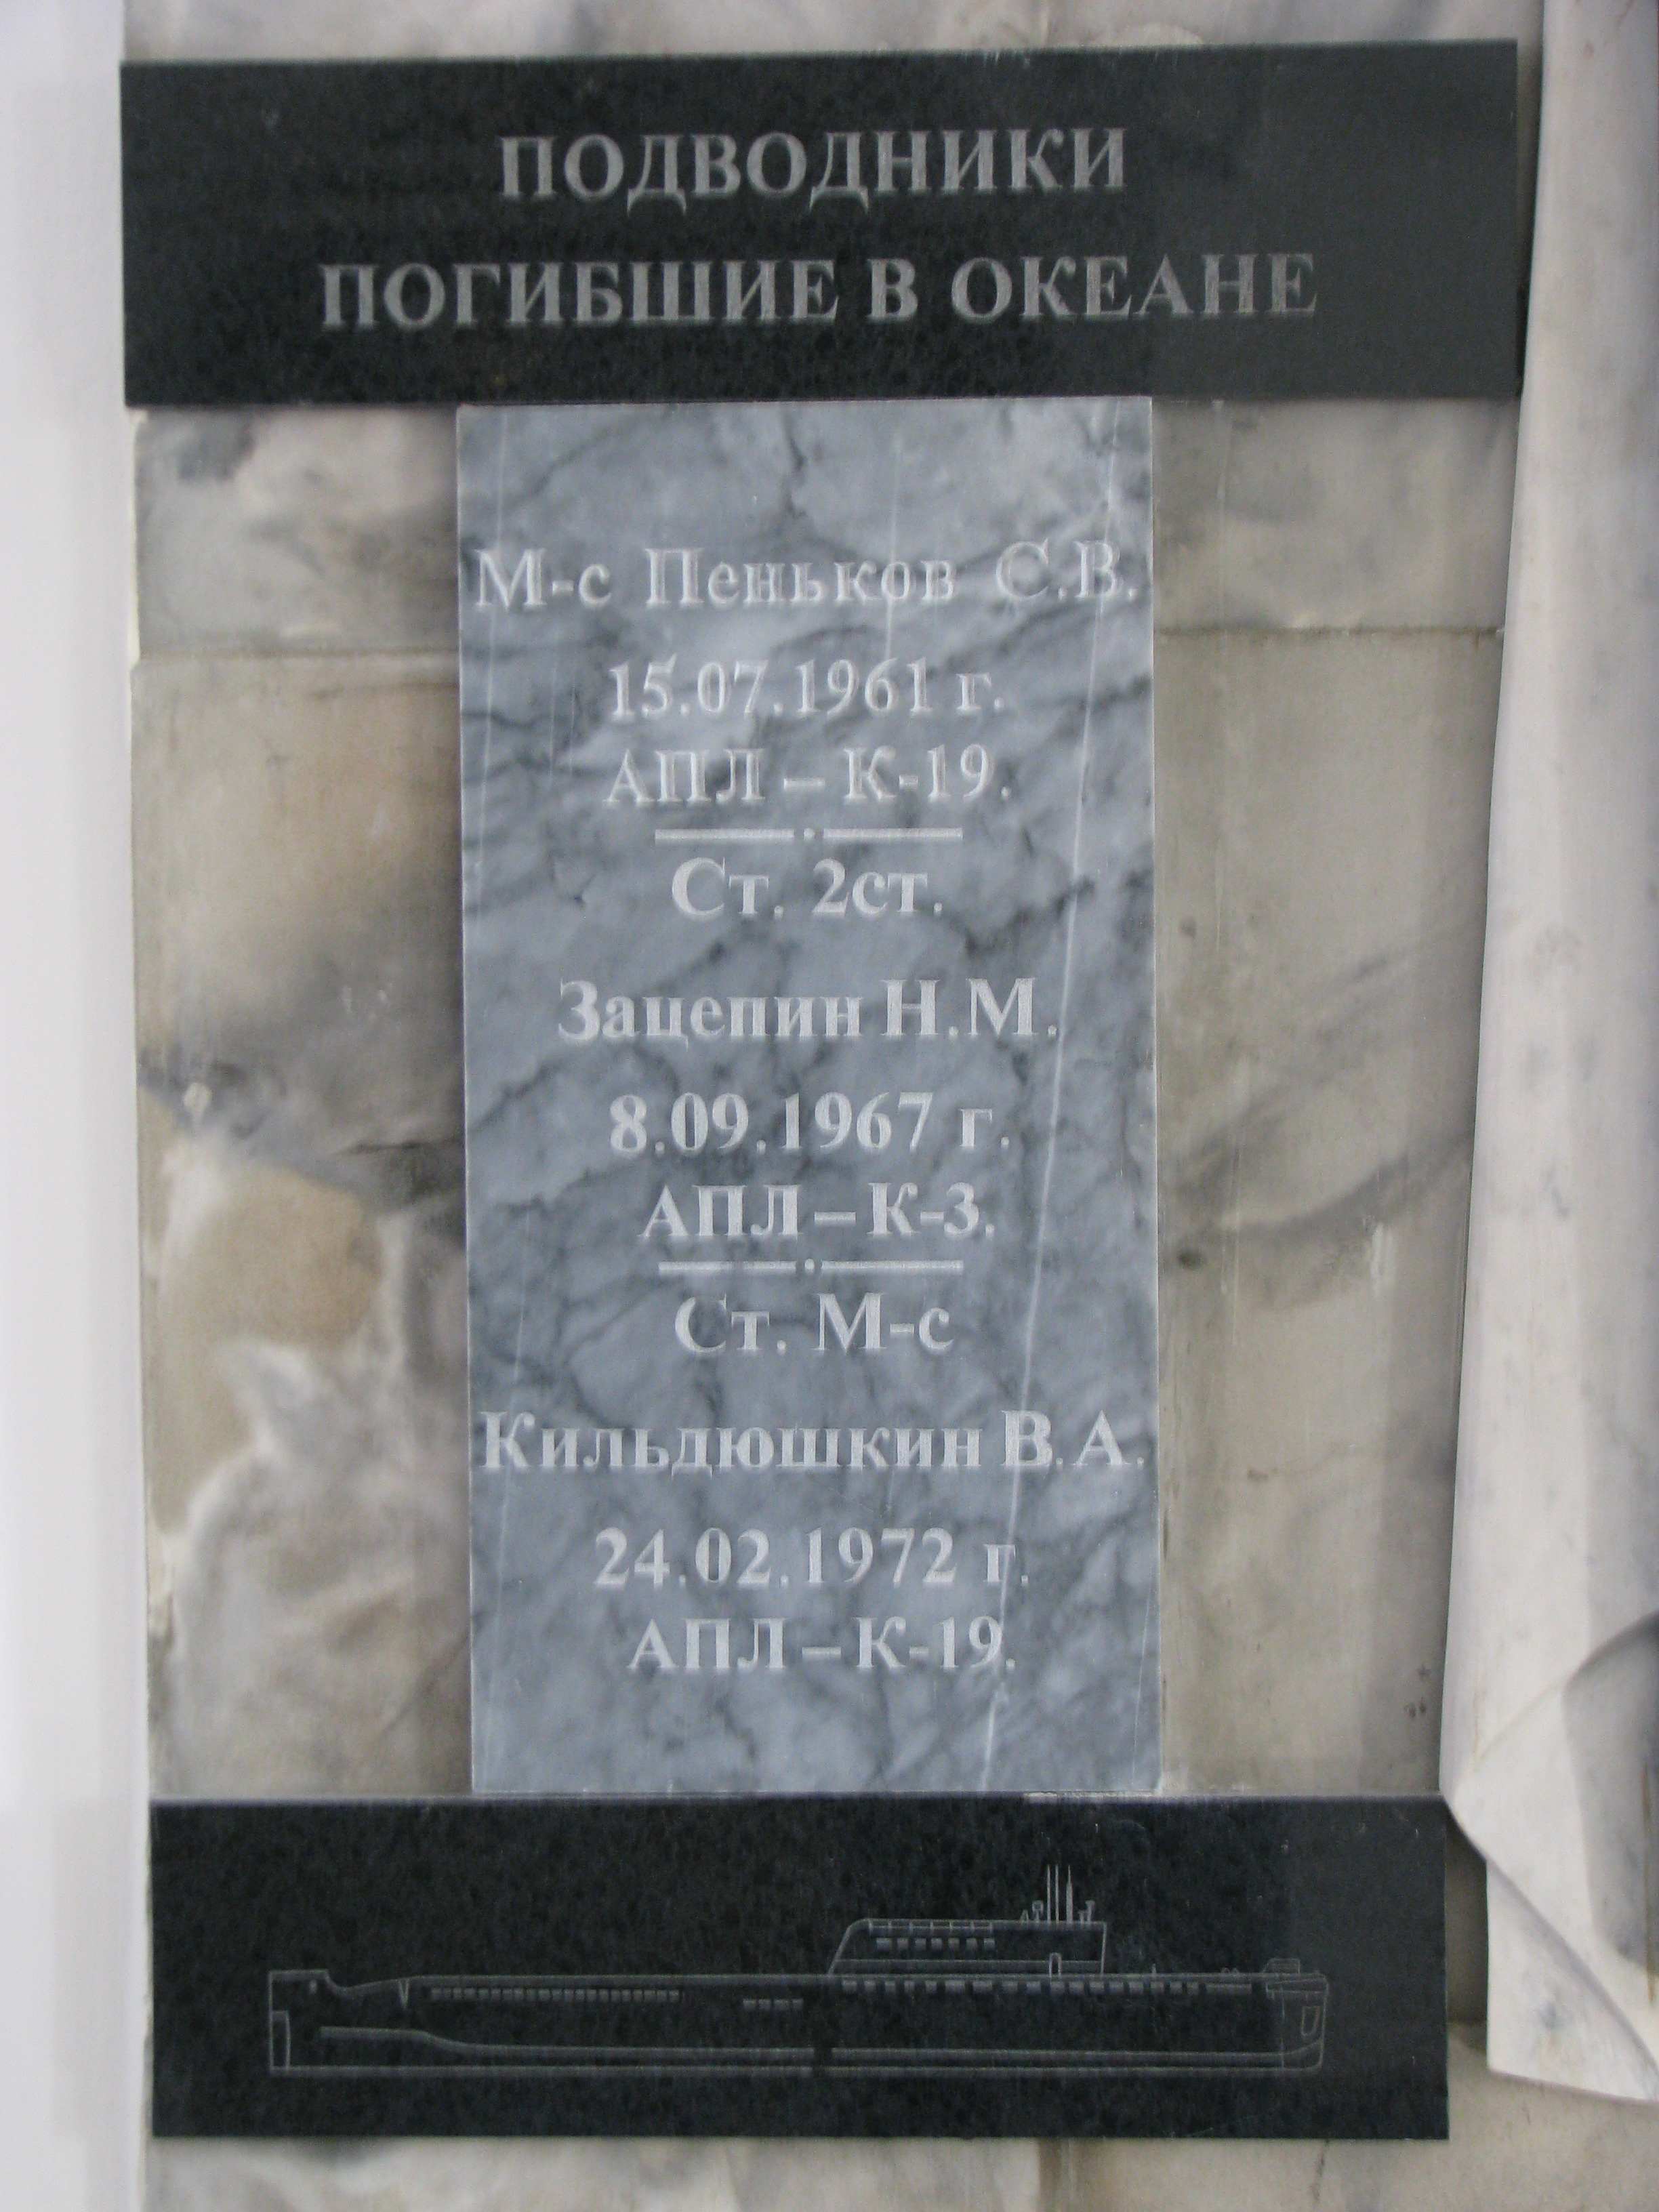 ПОДВОДНИКИ
ПОГИБШИЕ В ОКЕАНЕ
М-с Пеньков С.В.
15.07.1961 г.
АПЛ – К-19.
Ст. 2ст.
Зацепин Н.М.
8.09.1967 г.
АПЛ – К-3.
Ст. М-с
Кильдюшкин В.А.
24.02.1972 г.
АПЛ – К-19.